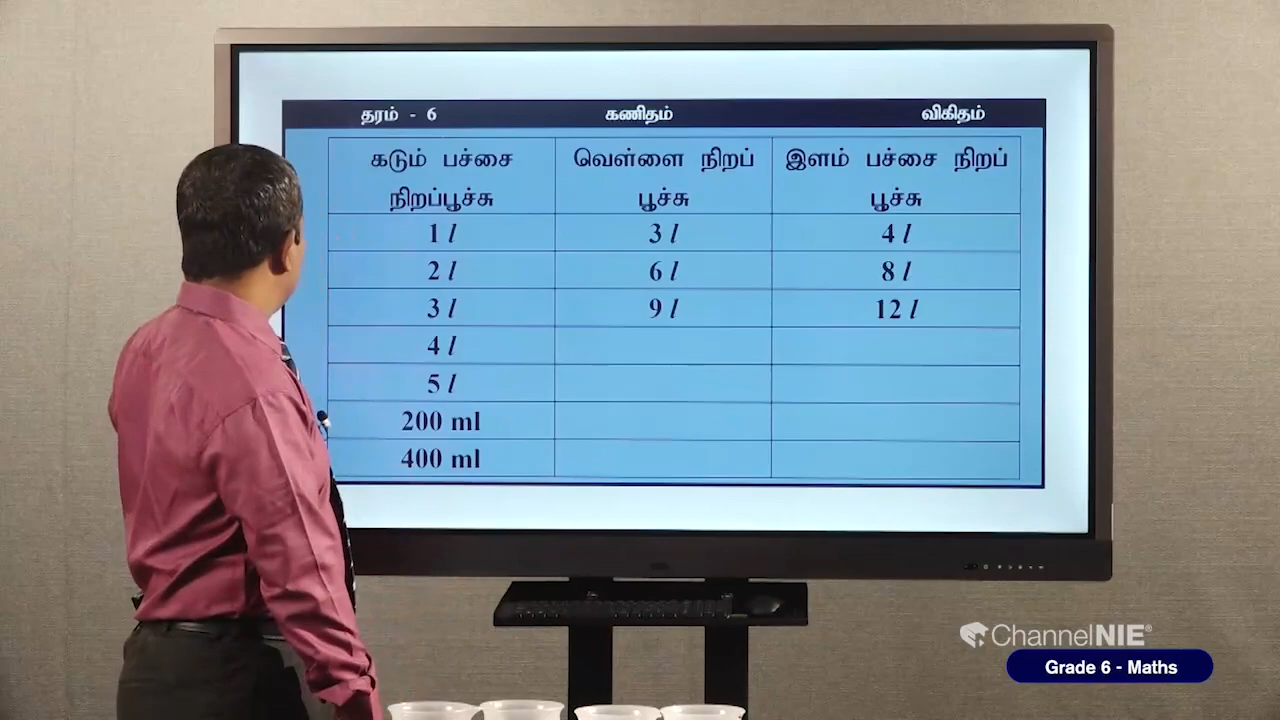 தரம் - 6 கணிதம் விகிதம்
கடும் பச்சை நிறப்பூச்சு வெள்ளை நிறப் பூச்சு இளம் பச்சை நிறப் பூச்சு
1 l 3 l 4 l
2 l 6 l 8 l
3 l 9 l 12 l
4 l
5 l
200 ml
400 ml
ChannelNIE®
Grade 6 - Maths